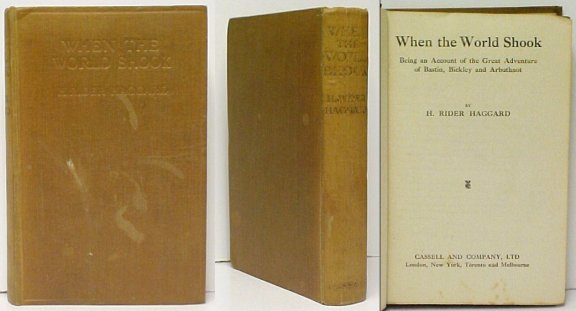 WHEN THE
WORLD SHOOK
H. RIDER HAGGARD
WHEN
THE
WORLD
SHOOK
H. RIDER
HAGGARD
When the World Shook
Being an Account of the Great Adventure
of Bastin, Bickley and Arbuthnot
BY
H. RIDER HAGGARD
CASSELL AND COMPANY, LTD
London, New York, Toronto and Melbourne